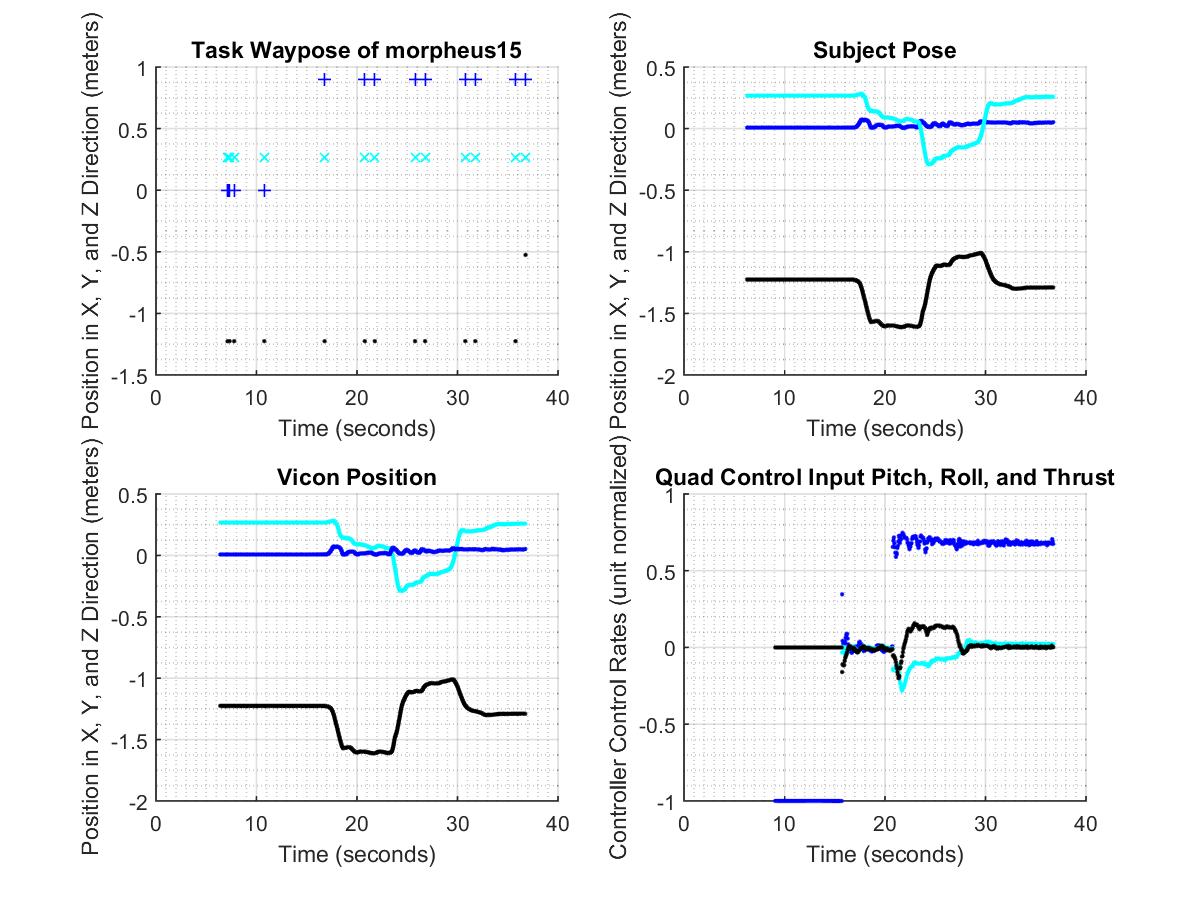 Task Waypose of morpheus15
Position in X, Y, and Z Direction (meters)
1
0.5
0
-0.5
-1
-1.5
0 10 20 30 40
Time (seconds)
Subject Pose
Position in X, Y, and Z Direction (meters)
0.5
0
-0.5
-1
-1.5
-2
0 10 20 30 40
Time (seconds)
Vicon Position
Position in X, Y, and Z Direction (meters)
0.5
0
-0.5
-1
-1.5
-2
0 10 20 30 40
Time (seconds)
Quad Control Input Pitch, Roll, and Thrust
Controller Control Rates (unit normalized)
1
0.5
0
-0.5
-1
0 10 20 30 40
Time (seconds)